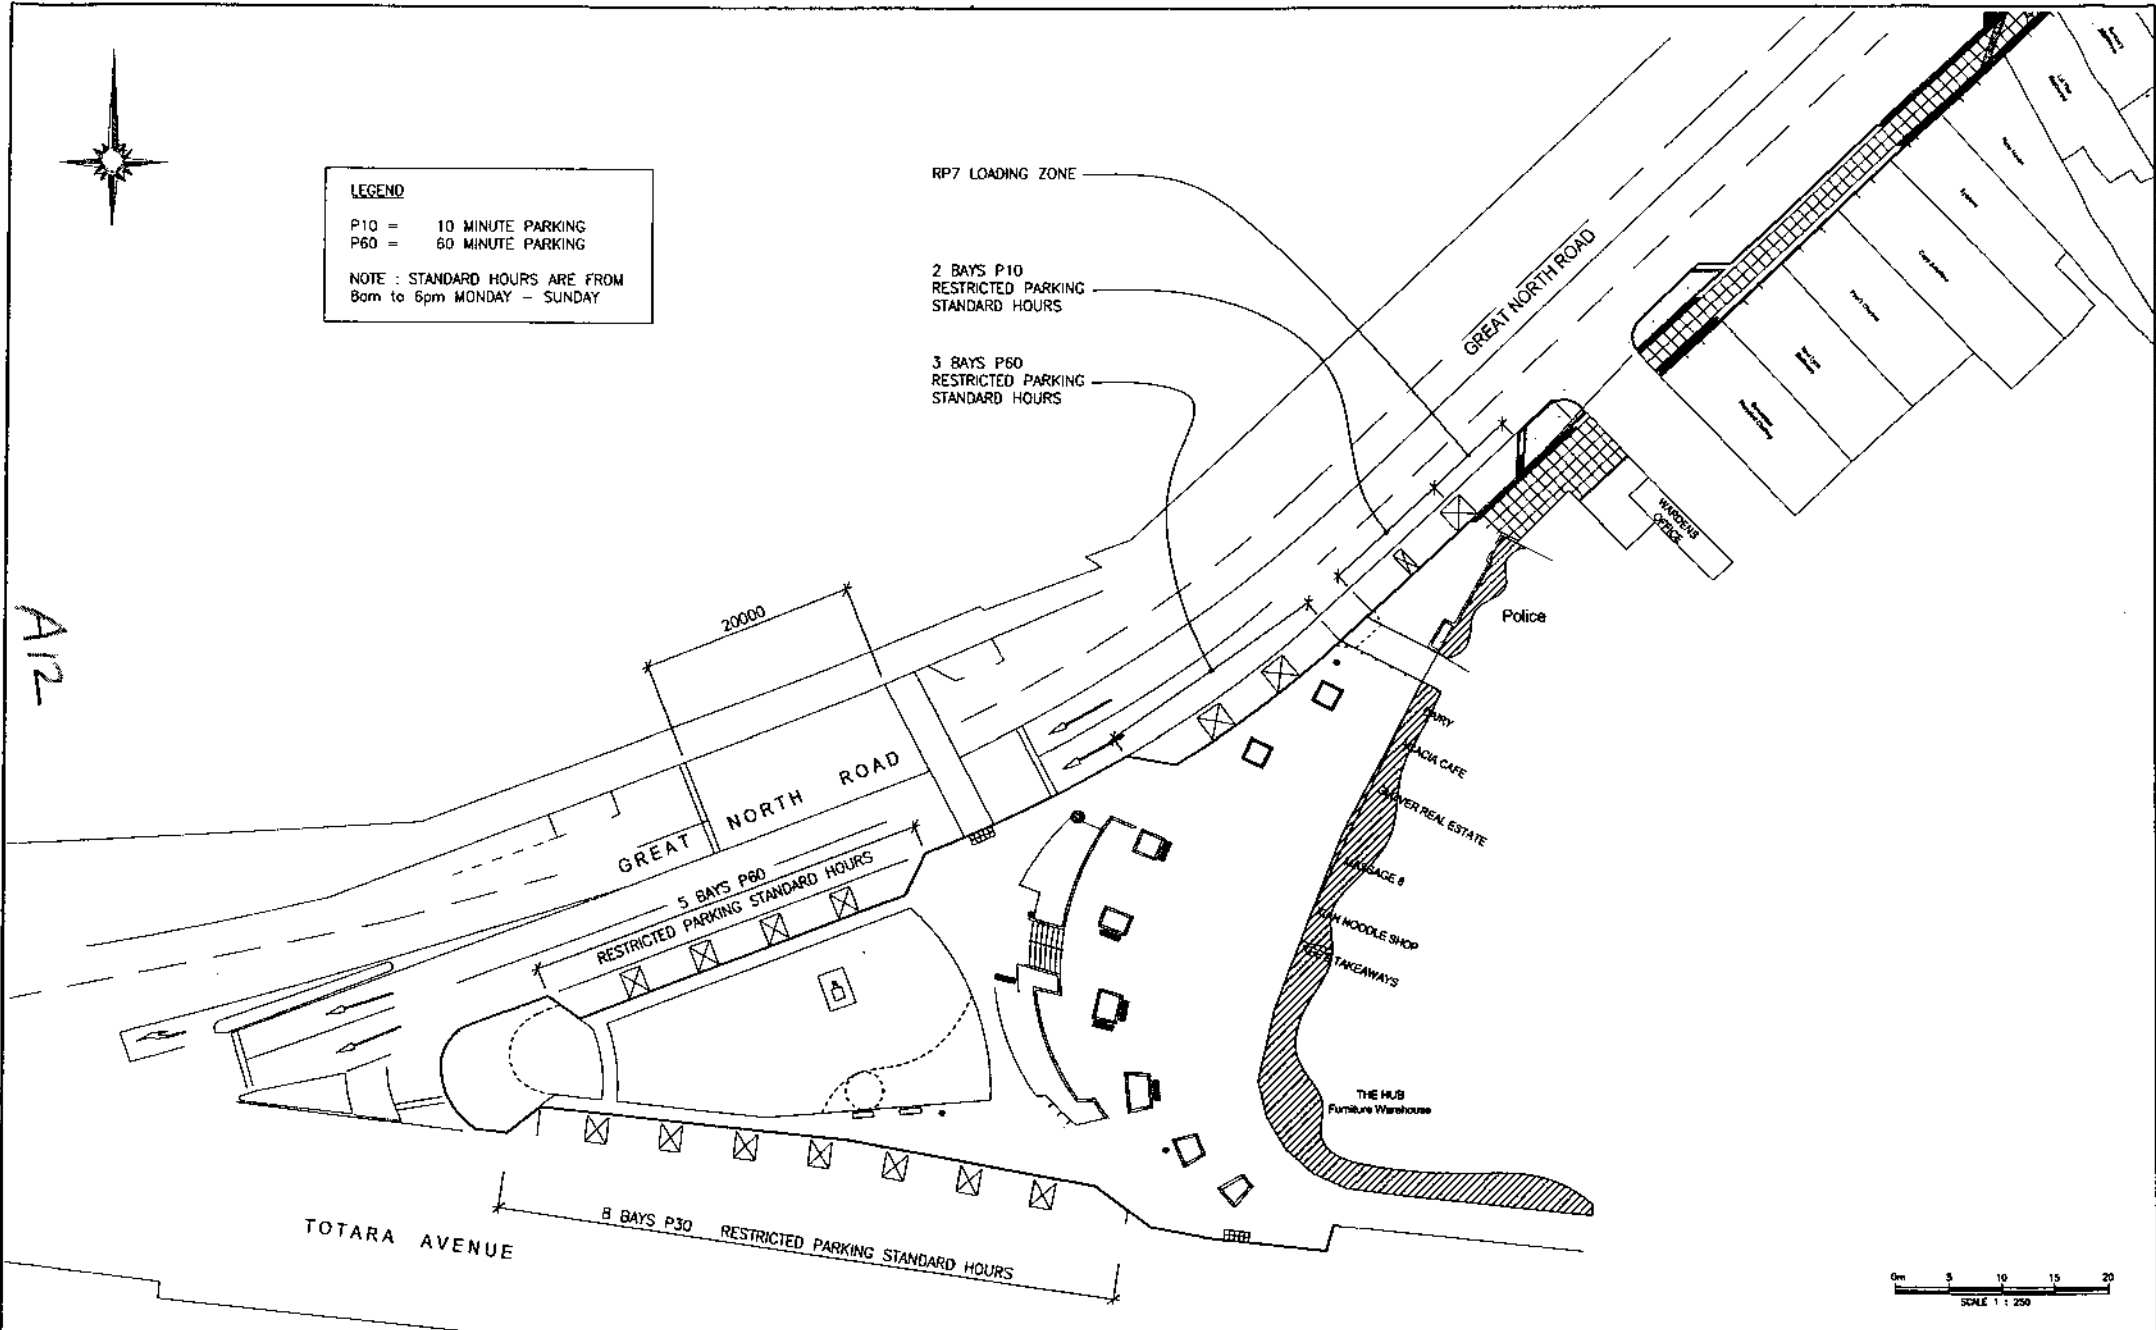 LEGEND
P10 = 10 MINUTE PARKING
P60 = 60 MINUTE PARKING
NOTE : STANDARD HOURS ARE FROM
8am to 6pm MONDAY – SUNDAY
RP7 LOADING ZONE
2 BAYS P10
RESTRICTED PARKING
STANDARD HOURS
3 BAYS P60
RESTRICTED PARKING
STANDARD HOURS
GREAT NORTH ROAD
WARDENS
OFFICE
Police
A12
20000
GREAT NORTH ROAD
5 BAYS P60
RESTRICTED PARKING STANDARD HOURS
CAFE
REAL ESTATE
NOODLE SHOP
TAKEAWAYS
THE HUB
Furniture Warehouse
8 BAYS P30 RESTRICTED PARKING STANDARD HOURS
TOTARA AVENUE
0m 5 10 15 20
SCALE 1 : 250